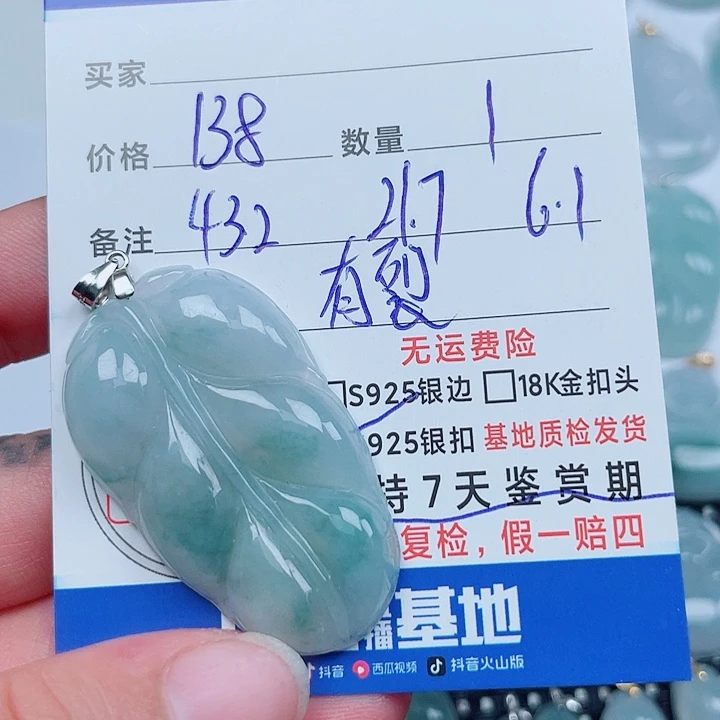 买家
价格 138 数量 1
备注 432 21.7 6.1
有裂
无运费险
S925银边 □18K金扣头
925银扣 基地质检发货
持7天鉴赏期
复检，假一赔四
播基地
抖音 西瓜视频 抖音火山版